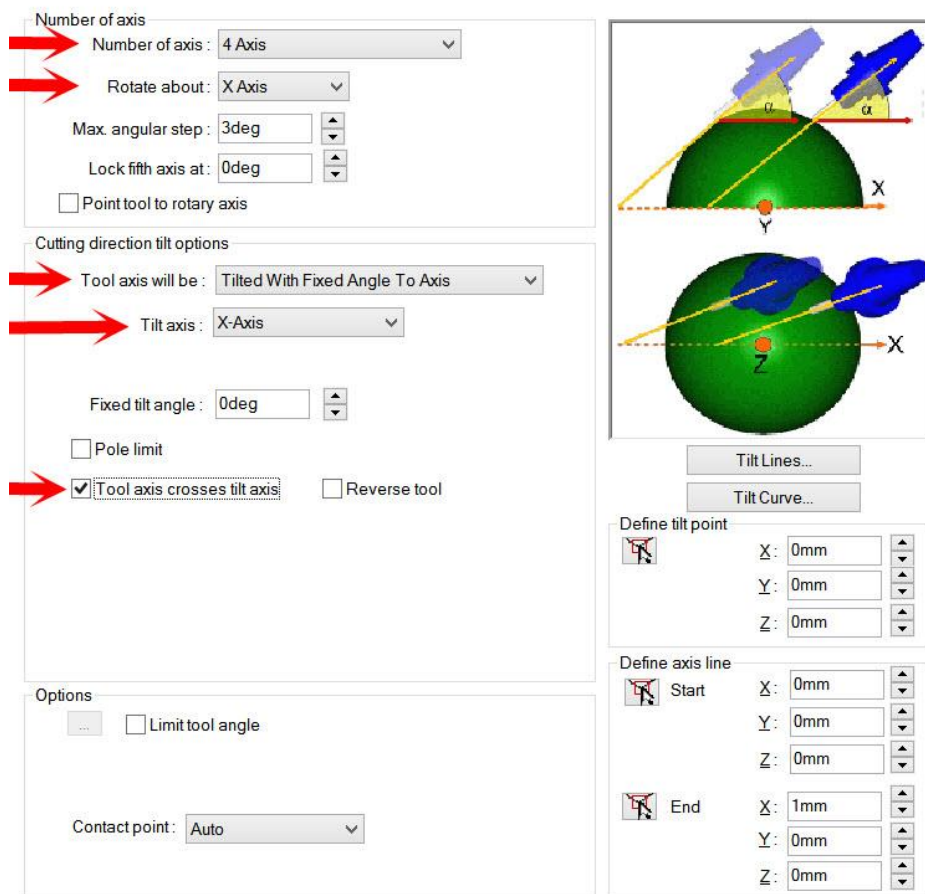 Number of axis
Number of axis : 4 Axis
Rotate about : X Axis
Max. angular step : 3deg
Lock fifth axis at : 0deg
Point tool to rotary axis
Cutting direction tilt options
Tool axis will be : Tilted With Fixed Angle To Axis
Tilt axis : X-Axis
Fixed tilt angle : 0deg
Pole limit
Tool axis crosses tilt axis Reverse tool
Options
... Limit tool angle
Contact point : Auto
α α
X
Y
X
Z
Tilt Lines...
Tilt Curve...
Define tilt point
X : 0mm
Y : 0mm
Z : 0mm
Define axis line
Start X : 0mm
Y : 0mm
Z : 0mm
End X : 1mm
Y : 0mm
Z : 0mm